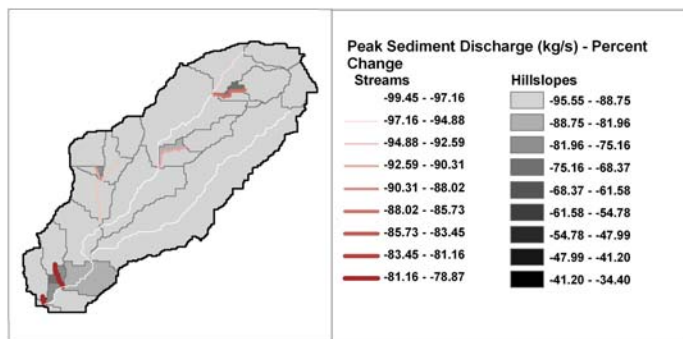 Peak Sediment Discharge (kg/s) - Percent
Change
Streams
-99.45 - -97.16
-97.16 - -94.88
-94.88 - -92.59
-92.59 - -90.31
-90.31 - -88.02
-88.02 - -85.73
-85.73 - -83.45
-83.45 - -81.16
-81.16 - -78.87
Hillslopes
-95.55 - -88.75
-88.75 - -81.96
-81.96 - -75.16
-75.16 - -68.37
-68.37 - -61.58
-61.58 - -54.78
-54.78 - -47.99
-47.99 - -41.20
-41.20 - -34.40